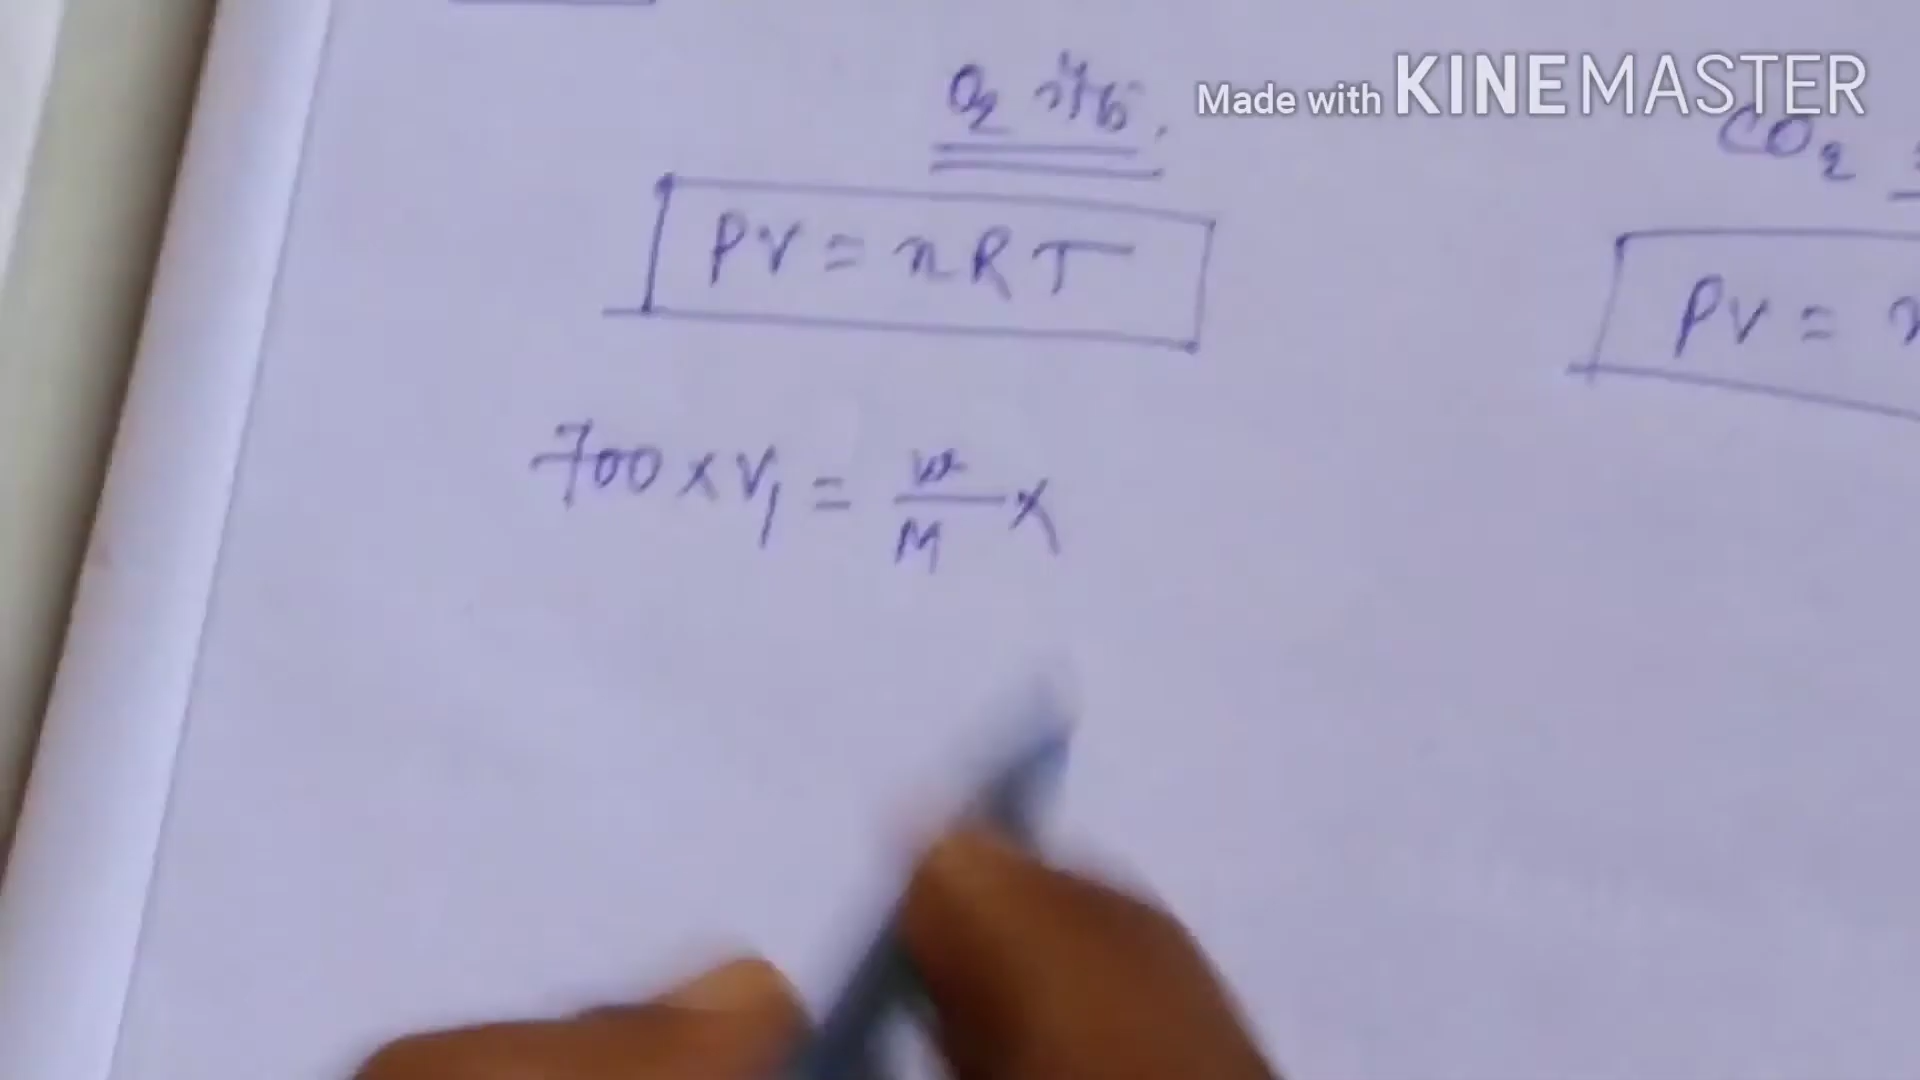 Made with KINEMASTER
O₂
CO₂
PV = nRT
PV =
700 × V₁ = w/M ×